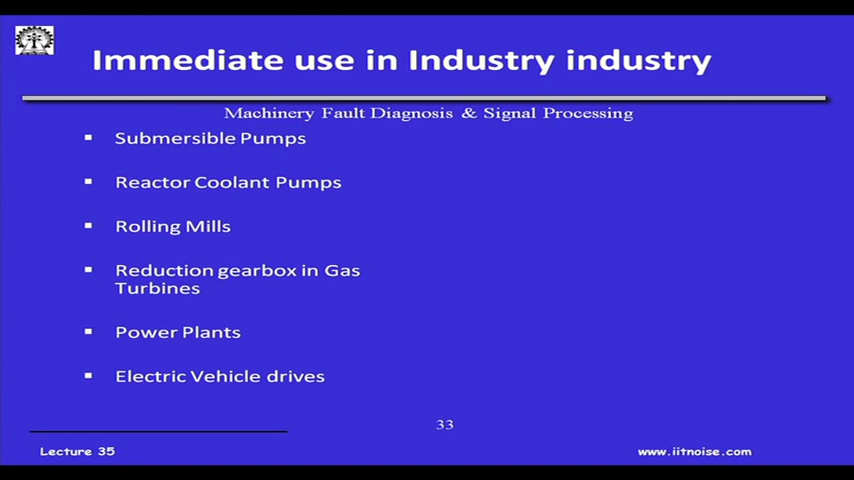 Immediate use in Industry industry
Machinery Fault Diagnosis & Signal Processing
Submersible Pumps
Reactor Coolant Pumps
Rolling Mills
Reduction gearbox in Gas
Turbines
Power Plants
Electric Vehicle drives
33
Lecture 35
www.iitnoise.com